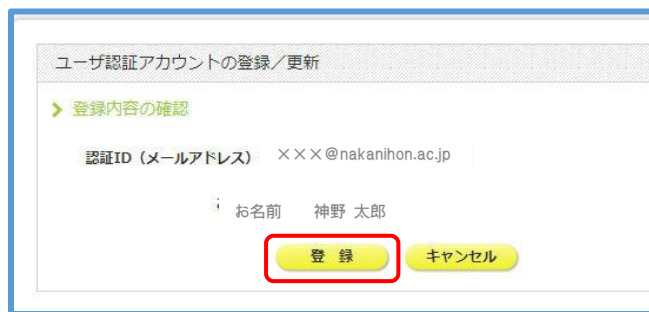 ユーザ認証アカウントの登録／更新
登録内容の確認
認証ID（メールアドレス） ×××@nakanihon.ac.jp
お名前 神野 太郎
登 録 キャンセル